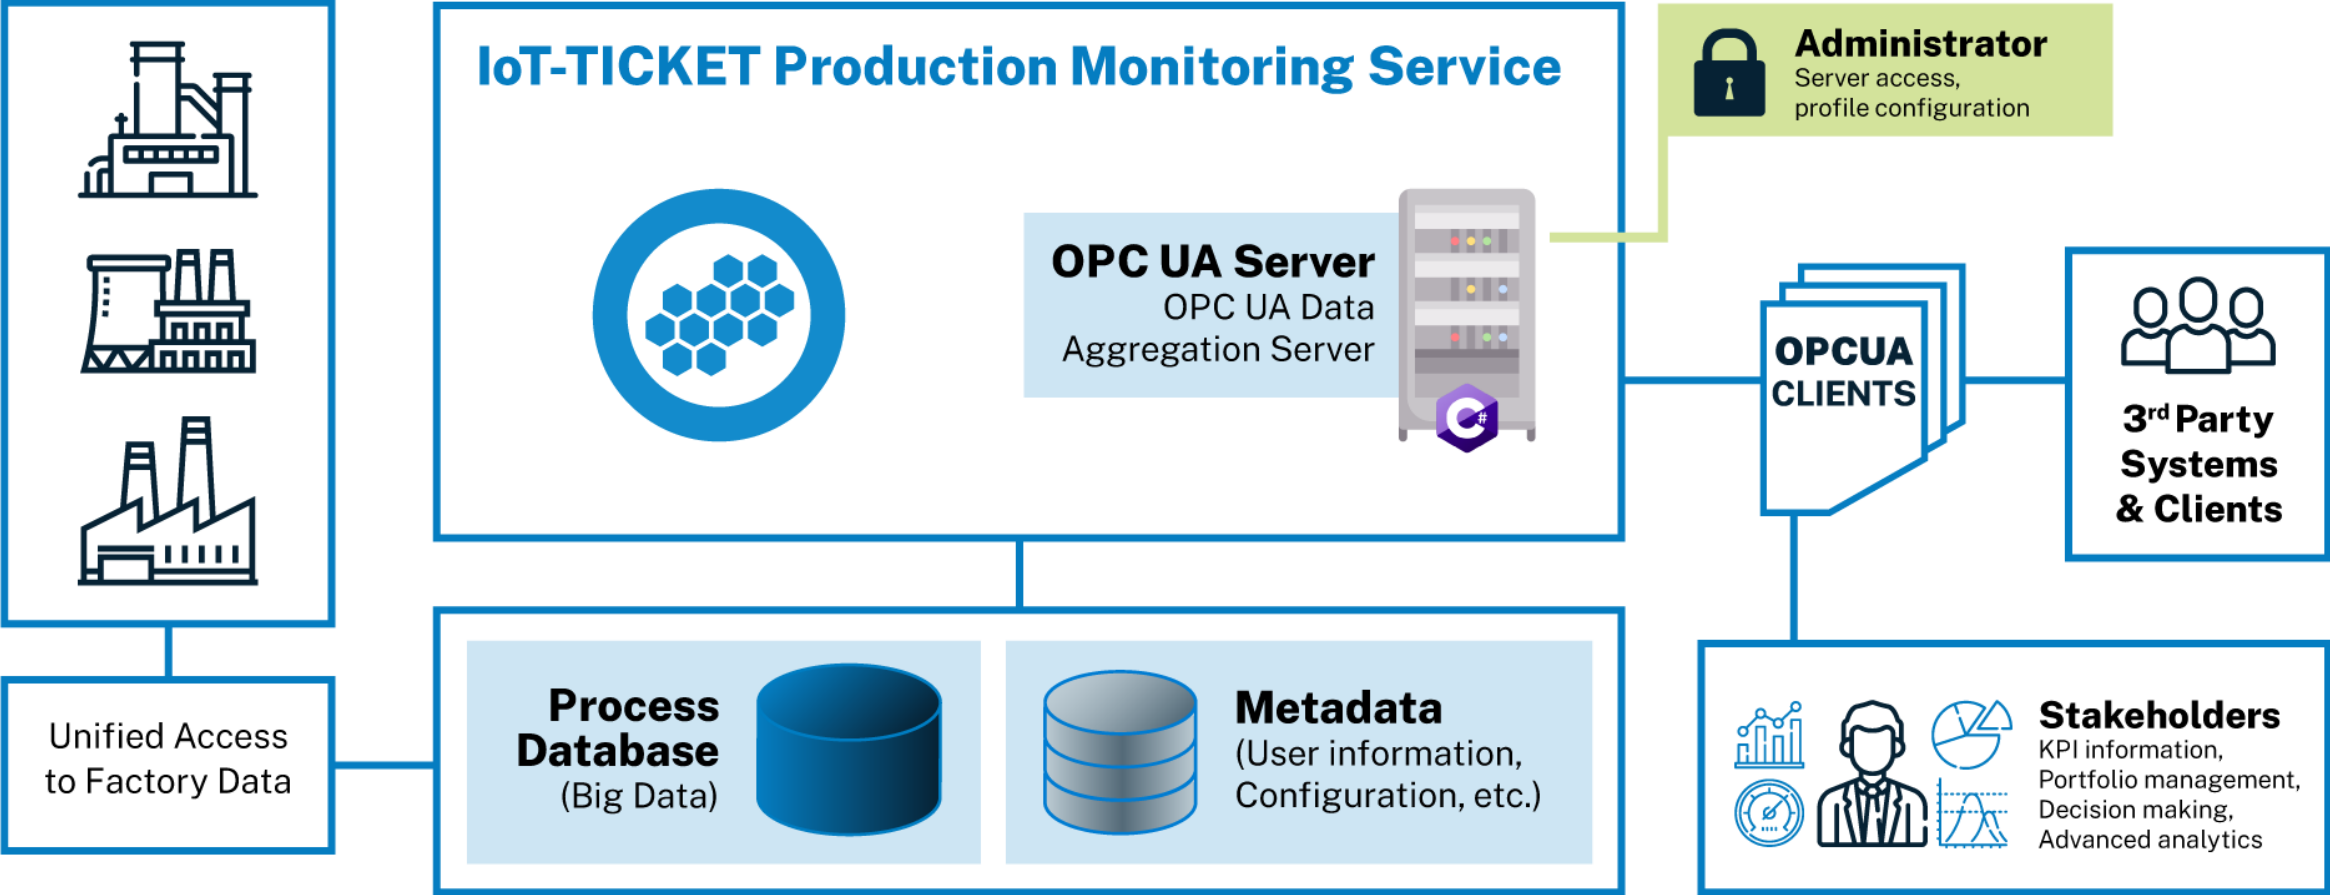 IoT-TICKET Production Monitoring Service
Administrator
Server access,
profile configuration
OPC UA Server
OPC UA Data
Aggregation Server
C#
OPCUA
CLIENTS
3rd Party
Systems
& Clients
Unified Access
to Factory Data
Process
Database
(Big Data)
Metadata
(User information,
Configuration, etc.)
Stakeholders
KPI information,
Portfolio management,
Decision making,
Advanced analytics